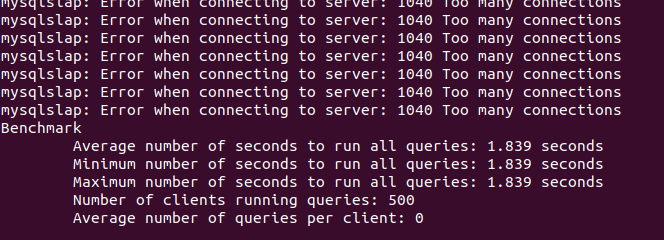 mysqlslap: Error when connecting to server: 1040 Too many connections
mysqlslap: Error when connecting to server: 1040 Too many connections
mysqlslap: Error when connecting to server: 1040 Too many connections
mysqlslap: Error when connecting to server: 1040 Too many connections
mysqlslap: Error when connecting to server: 1040 Too many connections
mysqlslap: Error when connecting to server: 1040 Too many connections
mysqlslap: Error when connecting to server: 1040 Too many connections
Benchmark
Average number of seconds to run all queries: 1.839 seconds
Minimum number of seconds to run all queries: 1.839 seconds
Maximum number of seconds to run all queries: 1.839 seconds
Number of clients running queries: 500
Average number of queries per client: 0